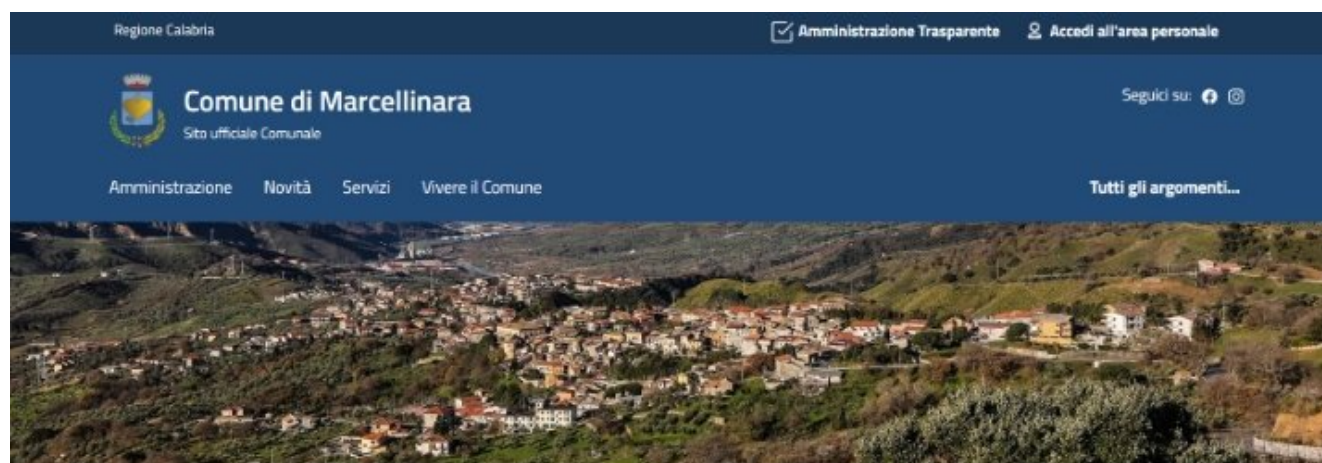 Regione Calabria
Amministrazione Trasparente
Accedi all'area personale
Comune di Marcellinara
Sito ufficiale Comunale
Seguici su:
Amministrazione Novità Servizi Vivere il Comune
Tutti gli argomenti...